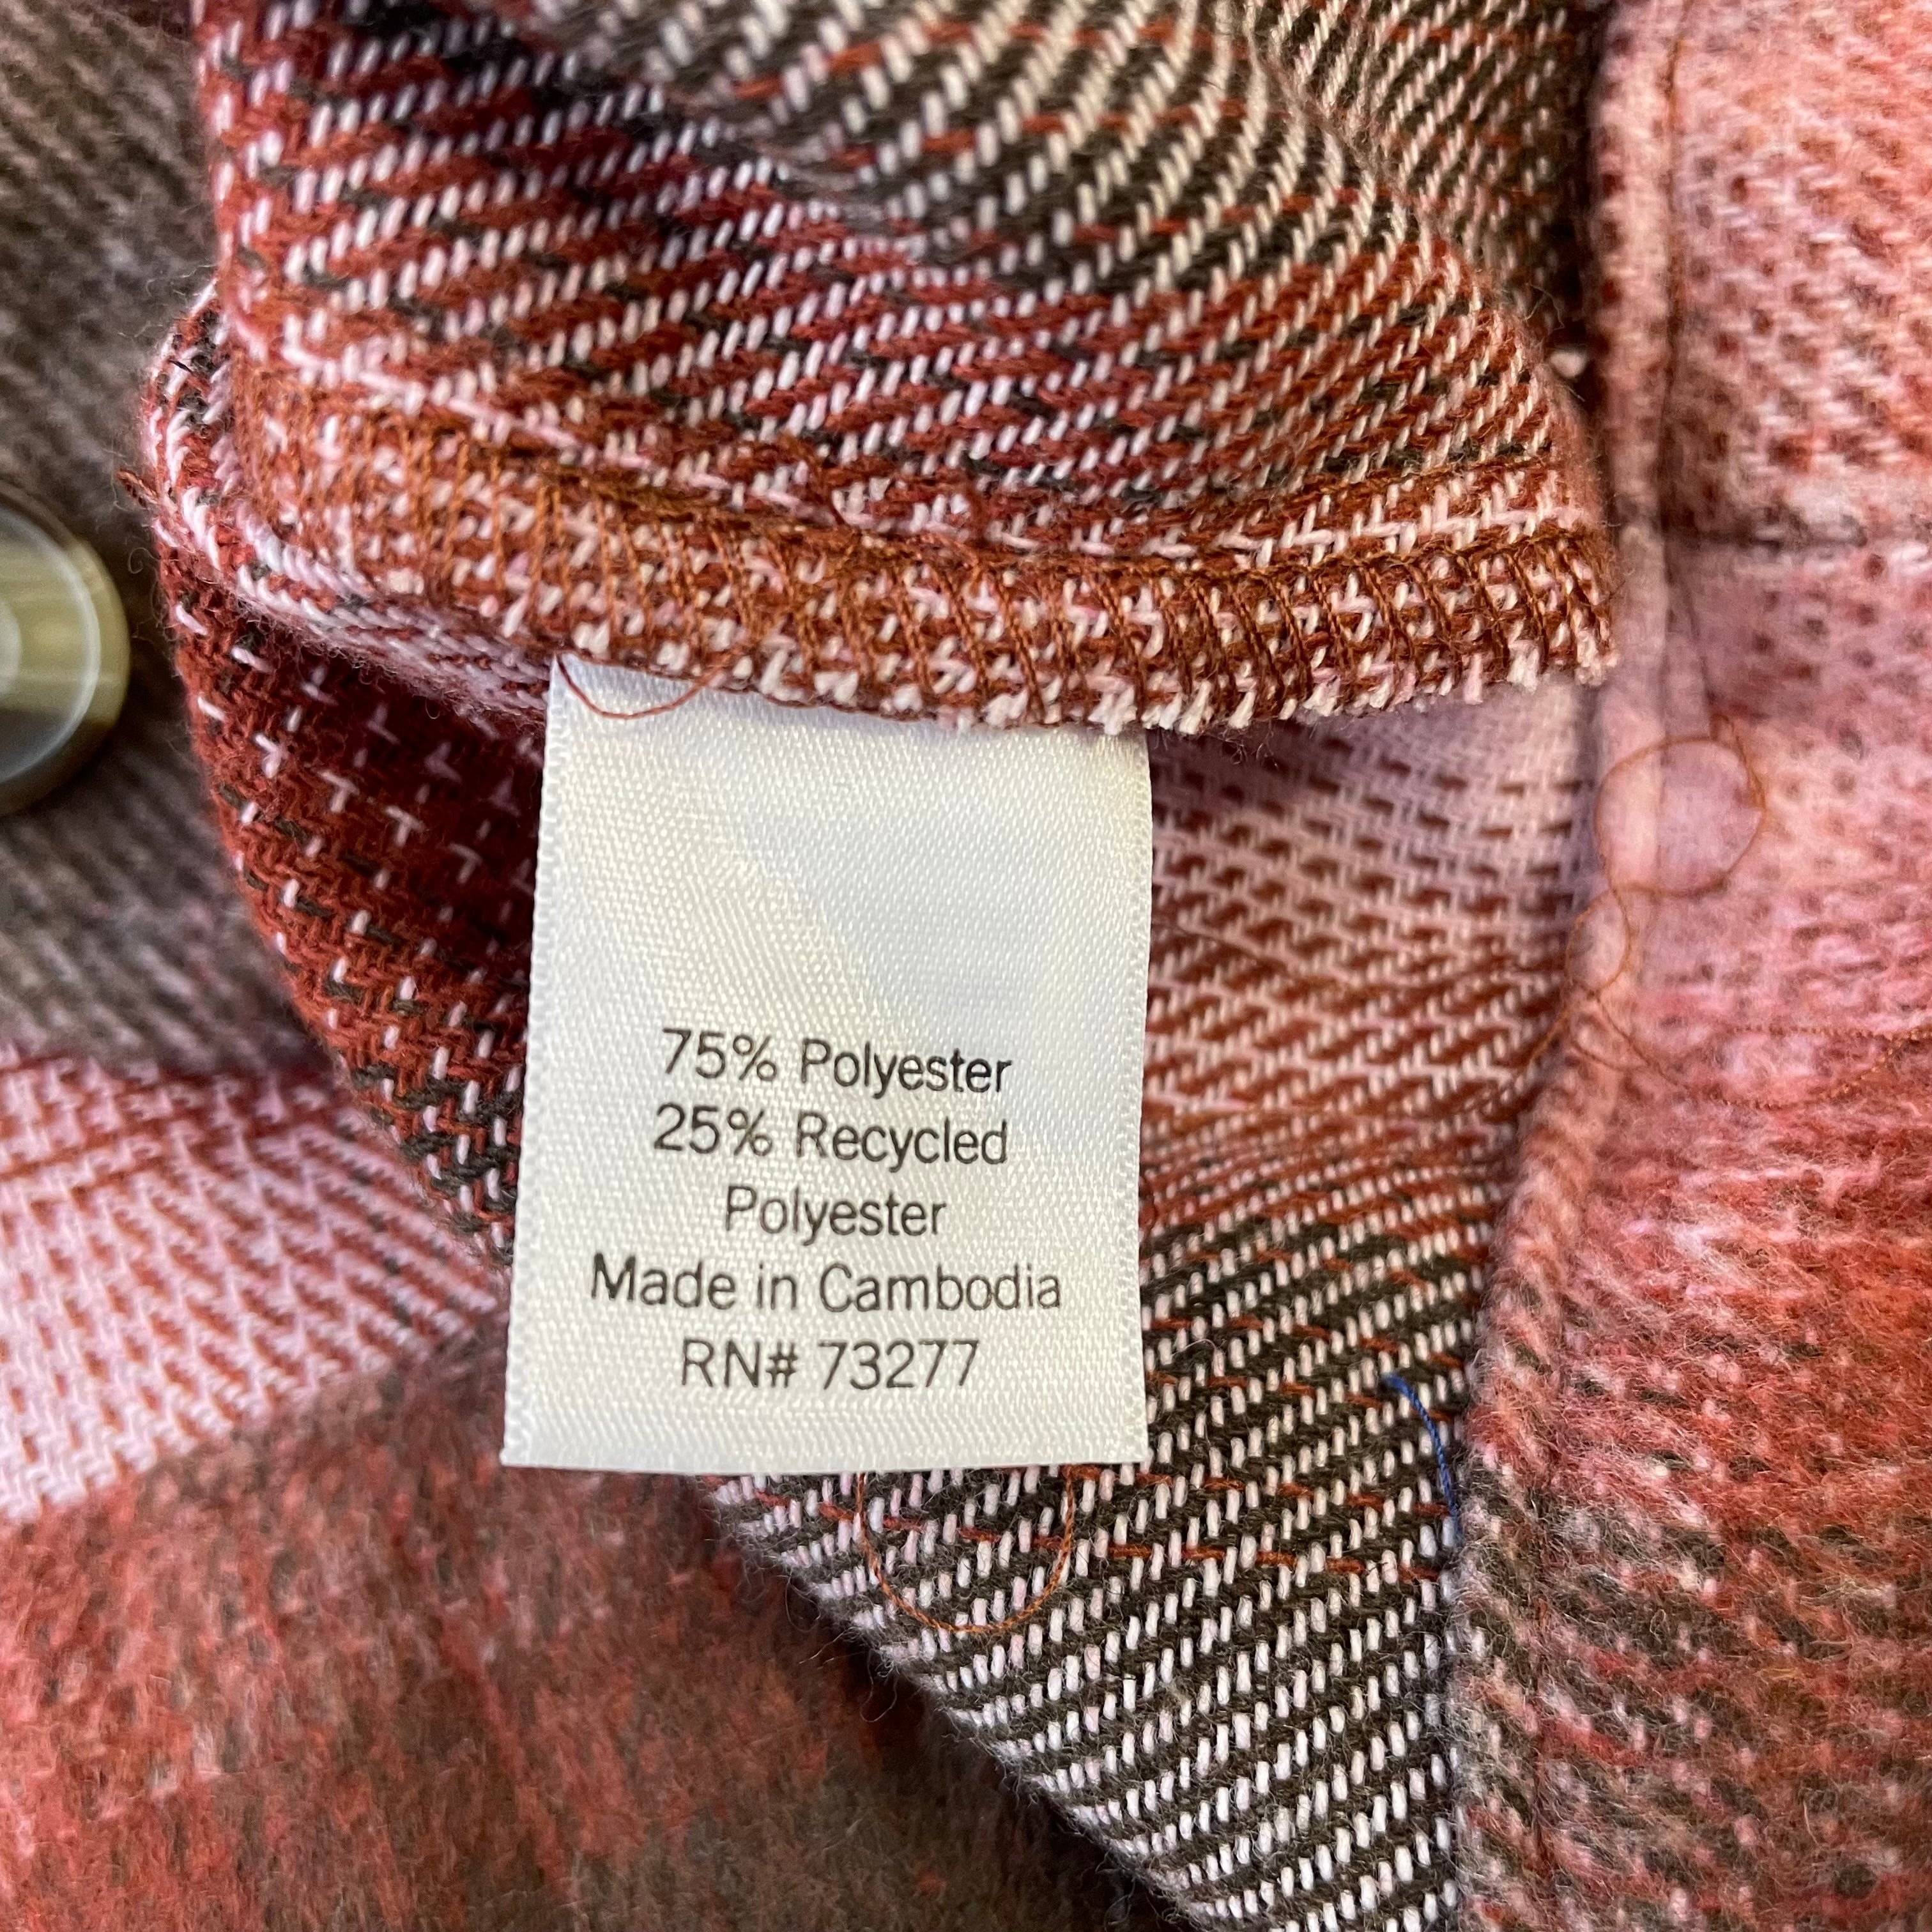 75% Polyester
25% Recycled
Polyester
Made in Cambodia
RN# 73277